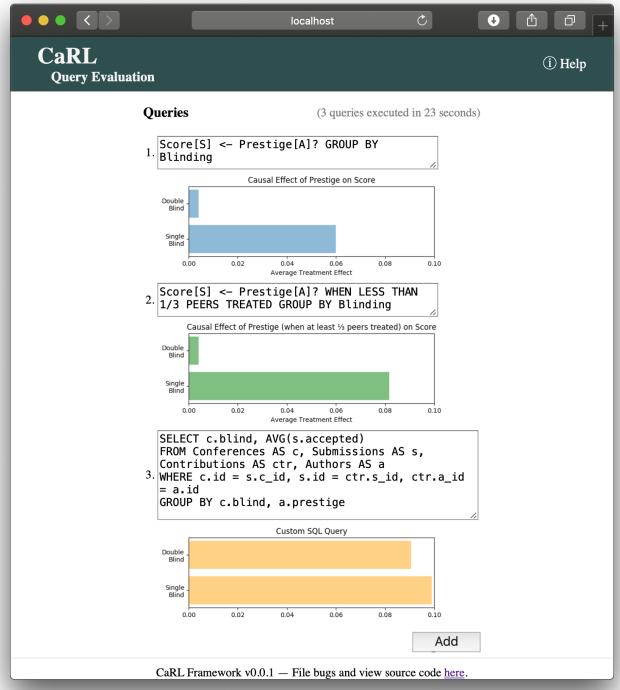 localhost
CaRL
Query Evaluation
Help
Queries
(3 queries executed in 23 seconds)
1.
Score[S] <- Prestige[A]? GROUP BY
Blinding
Causal Effect of Prestige on Score
Double
Blind
Single
Blind
0.00 0.02 0.04 0.06 0.08 0.10
Average Treatment Effect
2.
Score[S] <- Prestige[A]? WHEN LESS THAN
1/3 PEERS TREATED GROUP BY Blinding
Causal Effect of Prestige (when at least ⅓ peers treated) on Score
Double
Blind
Single
Blind
0.00 0.02 0.04 0.06 0.08 0.10
Average Treatment Effect
3.
SELECT c.blind, AVG(s.accepted)
FROM Conferences AS c, Submissions AS s,
Contributions AS ctr, Authors AS a
WHERE c.id = s.c_id, s.id = ctr.s_id, ctr.a_id
= a.id
GROUP BY c.blind, a.prestige
Custom SQL Query
Double
Blind
Single
Blind
0.00 0.02 0.04 0.06 0.08 0.10
Add
CaRL Framework v0.0.1 — File bugs and view source code here.